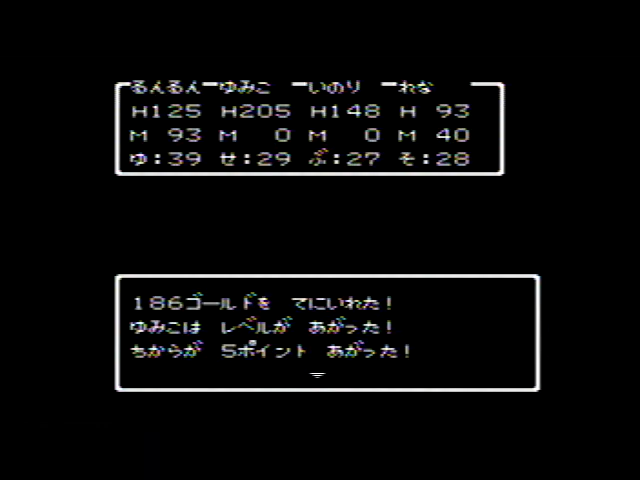 るんるん ゆみこ いのり れな
H125 H205 H148 H 93
M 93 M 0 M 0 M 40
ゆ:39 せ:29 ぶ:27 そ:28
186ゴールドを てにいれた!
ゆみこは レベルが あがった!
ちからが 5ポイント あがった!